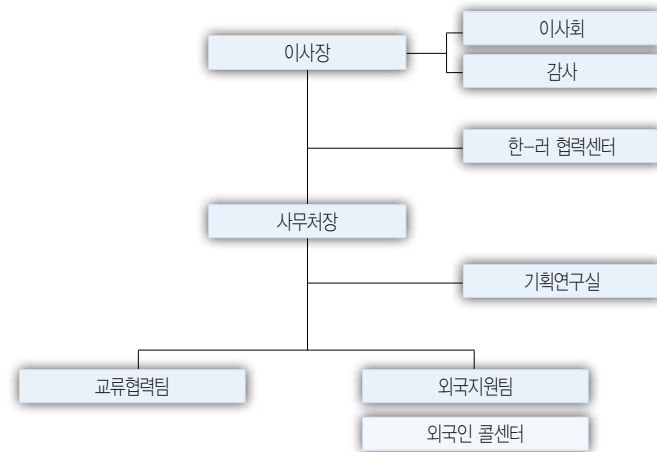 이사장
이사회
감사
한-러 협력센터
사무처장
기획연구실
교류협력팀
외국지원팀
외국인 콜센터